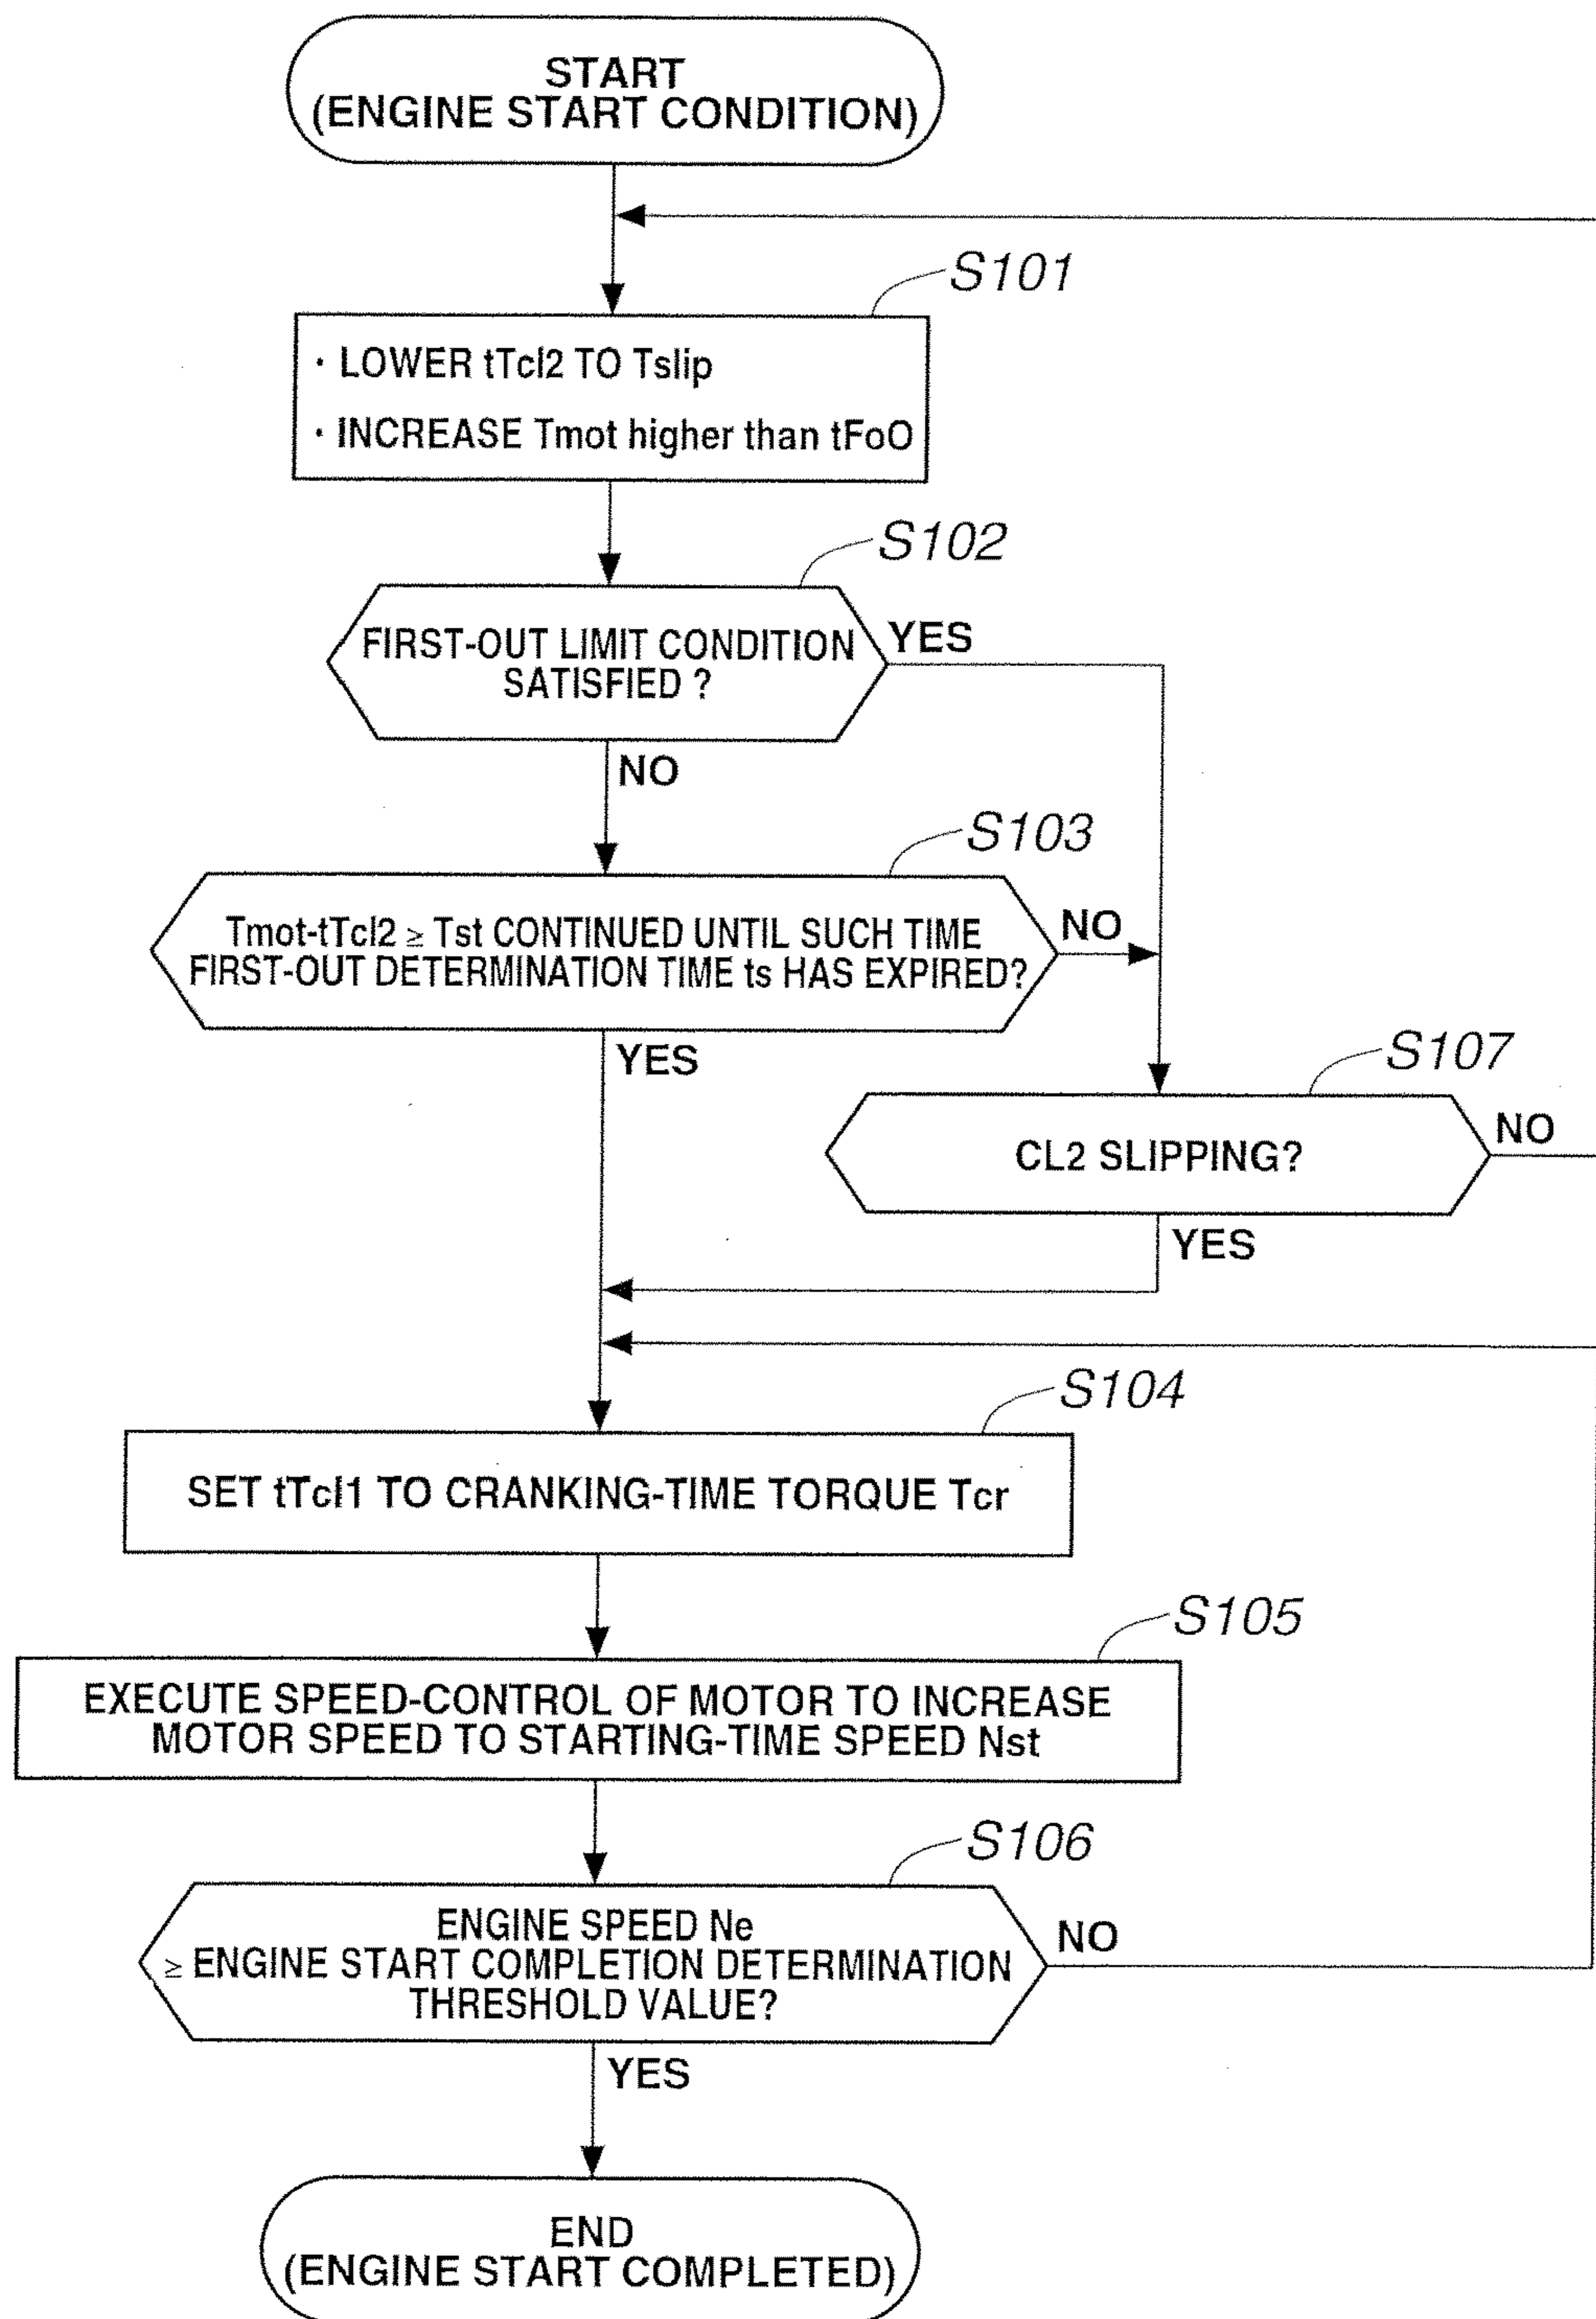 START
(ENGINE START CONDITION)
S101
· LOWER tTcl2 TO Tslip
· INCREASE Tmot higher than tFoO
S102
FIRST-OUT LIMIT CONDITION
SATISFIED ?
YES
NO
S103
Tmot-tTcl2 ≥ Tst CONTINUED UNTIL SUCH TIME
FIRST-OUT DETERMINATION TIME ts HAS EXPIRED?
NO
YES
S107
CL2 SLIPPING?
NO
YES
S104
SET tTcl1 TO CRANKING-TIME TORQUE Tcr
S105
EXECUTE SPEED-CONTROL OF MOTOR TO INCREASE
MOTOR SPEED TO STARTING-TIME SPEED Nst
S106
ENGINE SPEED Ne
≥ ENGINE START COMPLETION DETERMINATION
THRESHOLD VALUE?
NO
YES
END
(ENGINE START COMPLETED)